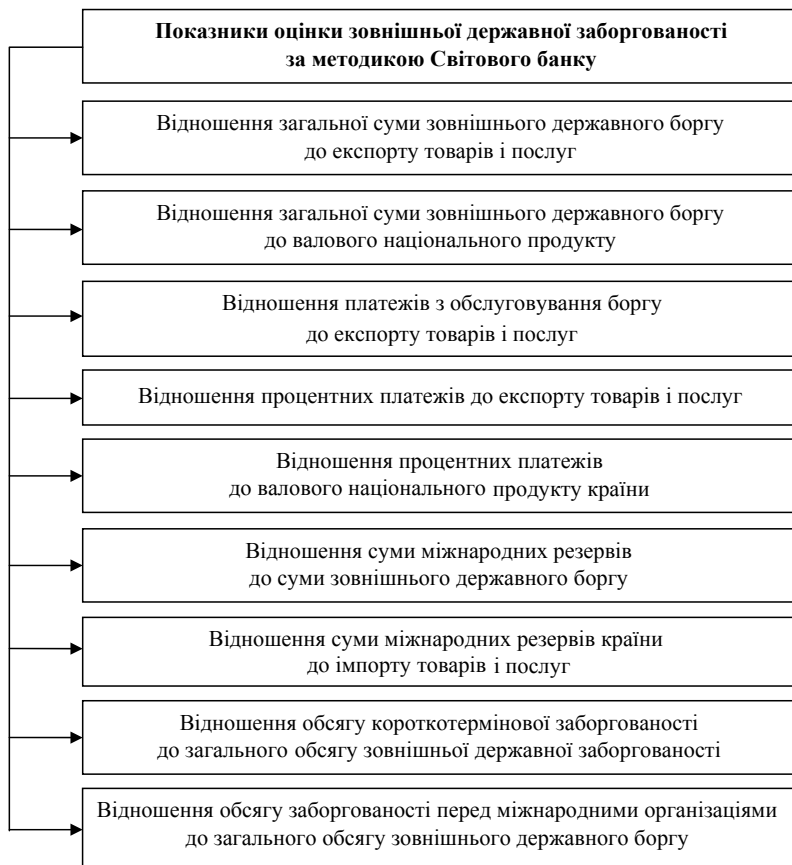 Показники оцінки зовнішньої державної заборгованості
за методикою Світового банку
Відношення загальної суми зовнішнього державного боргу
до експорту товарів і послуг
Відношення загальної суми зовнішнього державного боргу
до валового національного продукту
Відношення платежів з обслуговування боргу
до експорту товарів і послуг
Відношення процентних платежів до експорту товарів і послуг
Відношення процентних платежів
до валового національного продукту країни
Відношення суми міжнародних резервів
до суми зовнішнього державного боргу
Відношення суми міжнародних резервів країни
до імпорту товарів і послуг
Відношення обсягу короткотермінової заборгованості
до загального обсягу зовнішньої державної заборгованості
Відношення обсягу заборгованості перед міжнародними організаціями
до загального обсягу зовнішнього державного боргу